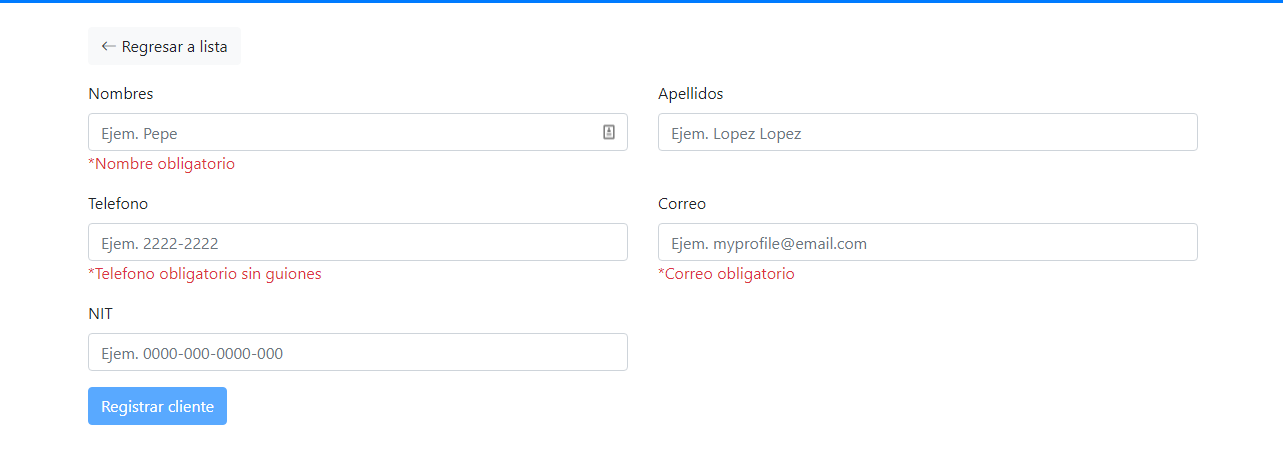 ← Regresar a lista
Nombres
Apellidos
Ejem. Pepe
Ejem. Lopez Lopez
*Nombre obligatorio
Telefono
Correo
Ejem. 2222-2222
Ejem. myprofile@email.com
*Telefono obligatorio sin guiones
*Correo obligatorio
NIT
Ejem. 0000-000-0000-000
Registrar cliente